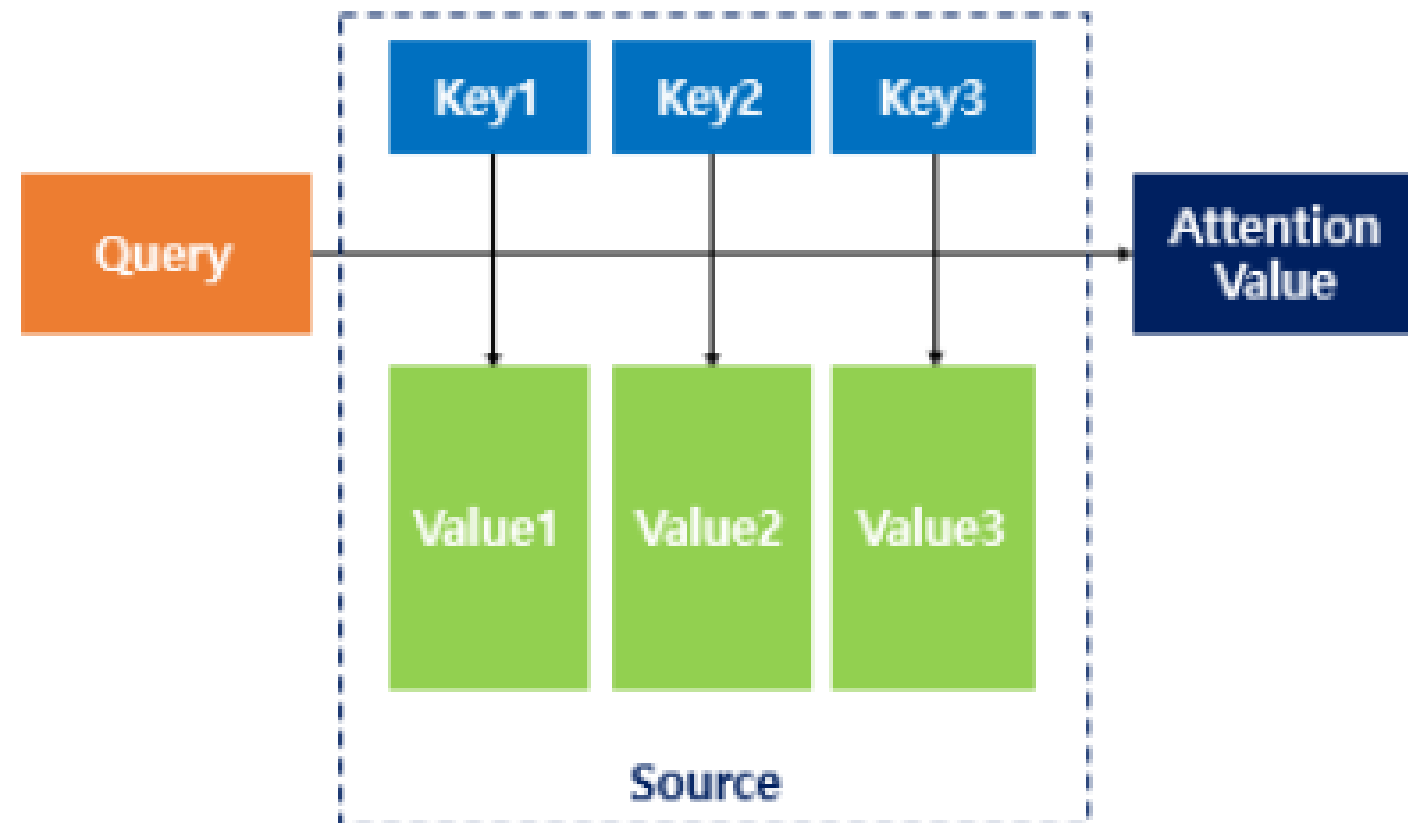 Key1 Key2 Key3
Query
Attention
Value
Value1 Value2 Value3
Source